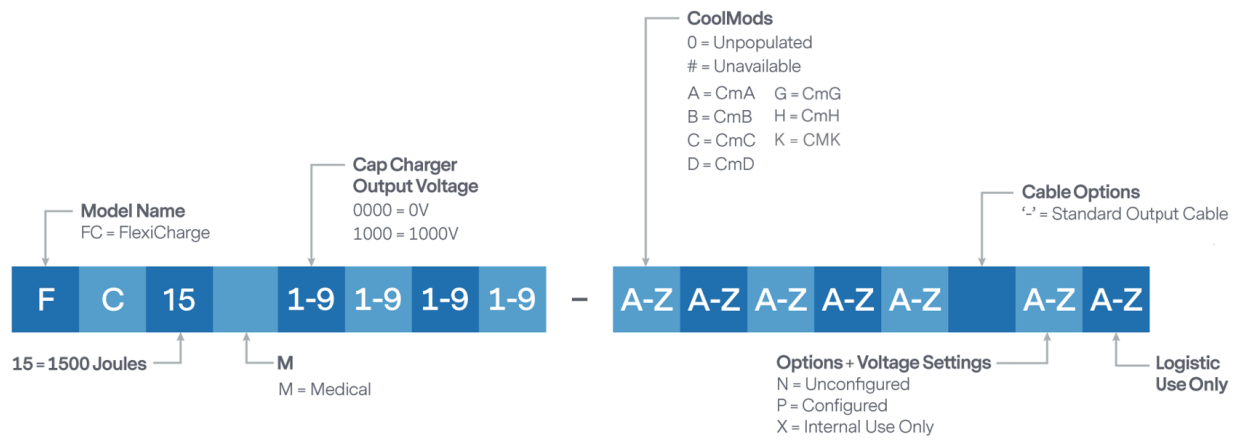 CoolMods
0 = Unpopulated
# = Unavailable
A = CmA G = CmG
B = CmB H = CmH
C = CmC K = CMK
D = CmD
Cap Charger
Output Voltage
0000 = 0V
1000 = 1000V
Model Name
FC = FlexiCharge
Cable Options
‘-’ = Standard Output Cable
F C 15 1-9 1-9 1-9 1-9 – A-Z A-Z A-Z A-Z A-Z A-Z A-Z
15 = 1500 Joules
M
M = Medical
Options + Voltage Settings
N = Unconfigured
P = Configured
X = Internal Use Only
Logistic
Use Only